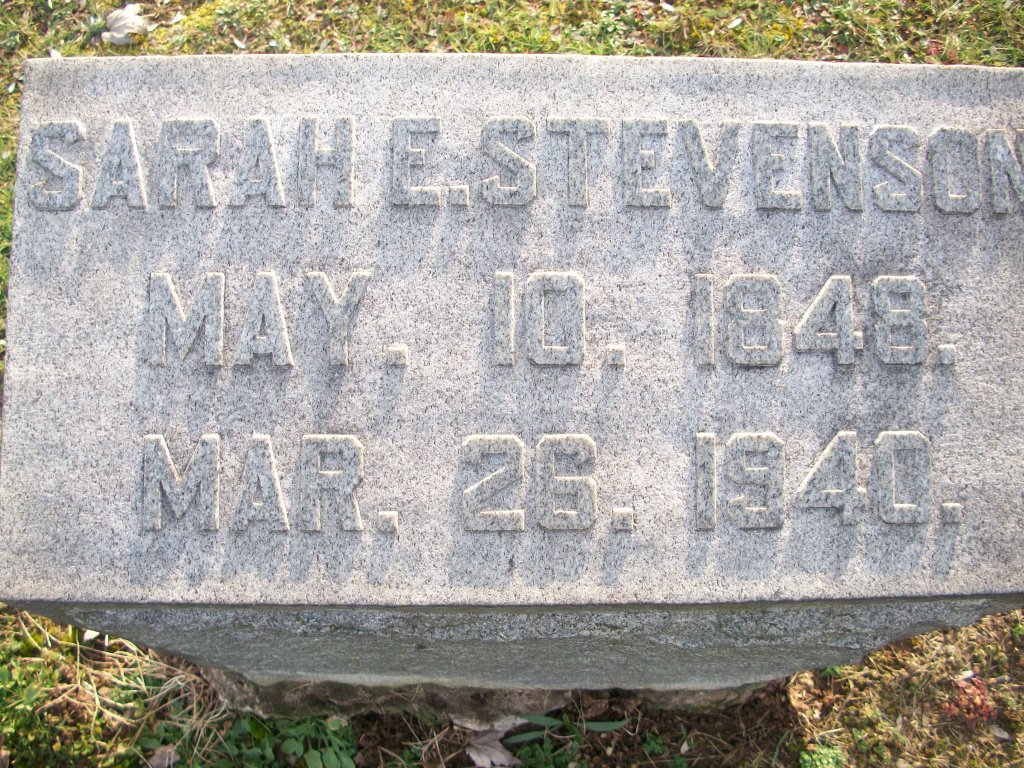 SARAH E. STEVENSON
MAY. 10. 1848.
MAR. 26. 1940.